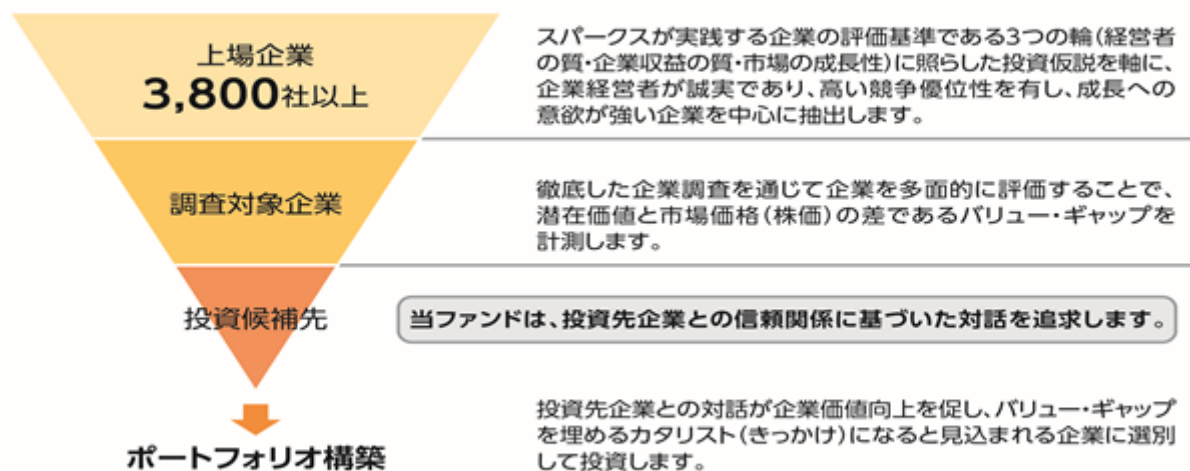 上場企業
3,800社以上
スパークスが実践する企業の評価基準である3つの輪(経営者
の質・企業収益の質・市場の成長性)に照らした投資仮説を軸に、
企業経営者が誠実であり、高い競争優位性を有し、成長への
意欲が強い企業を中心に抽出します。
調査対象企業
徹底した企業調査を通じて企業を多面的に評価することで、
潜在価値と市場価格(株価)の差であるバリュー・ギャップを
計測します。
投資候補先
当ファンドは、投資先企業との信頼関係に基づいた対話を追求します。
ポートフォリオ構築
投資先企業との対話が企業価値向上を促し、バリュー・ギャップ
を埋めるカタリスト(きっかけ)になると見込まれる企業に選別
して投資します。